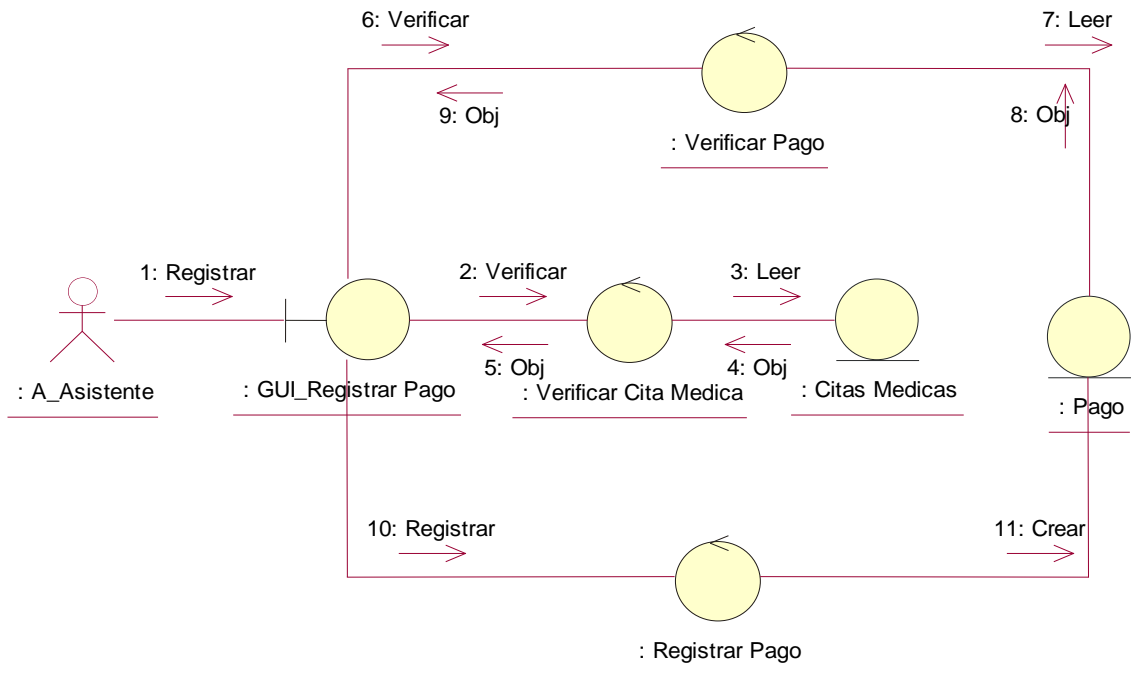 6: Verificar
7: Leer
9: Obj
8: Obj
: Verificar Pago
1: Registrar
2: Verificar
3: Leer
5: Obj
4: Obj
: A_Asistente
: GUI_Registrar Pago
: Verificar Cita Medica
: Citas Medicas
: Pago
10: Registrar
11: Crear
: Registrar Pago